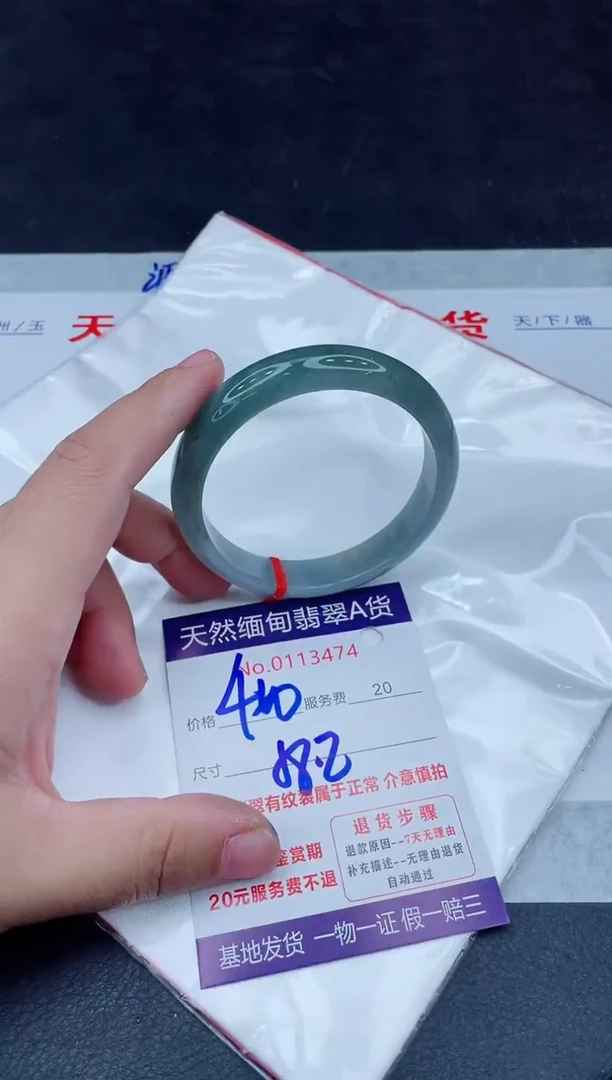 州/玉
天
货
天/下/器
天然缅甸翡翠A货
No.0113474
价格 服务费 20
尺寸 58.2
翠有纹裂属于正常 介意慎拍
鉴赏期
20元服务费不退
退货步骤
退款原因--7天无理由
补充描述--无理由退货
自动通过
基地发货 一物一证 假一赔三